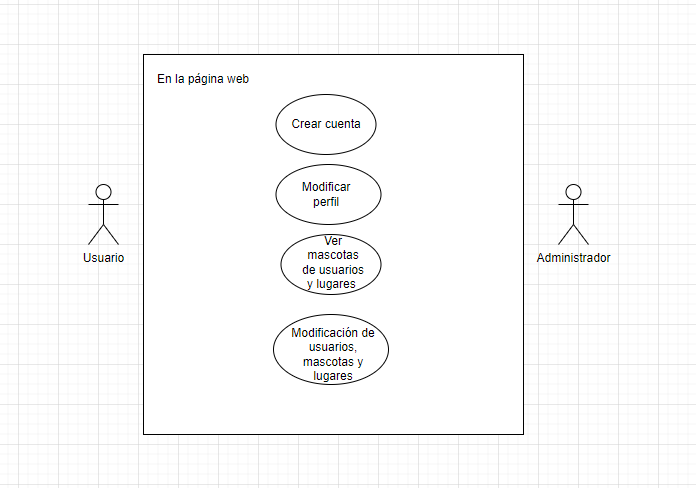 En la página web
Crear cuenta
Modificar
perfil
Ver
mascotas
de usuarios
y lugares
Usuario
Administrador
Modificación de
usuarios,
mascotas y
lugares